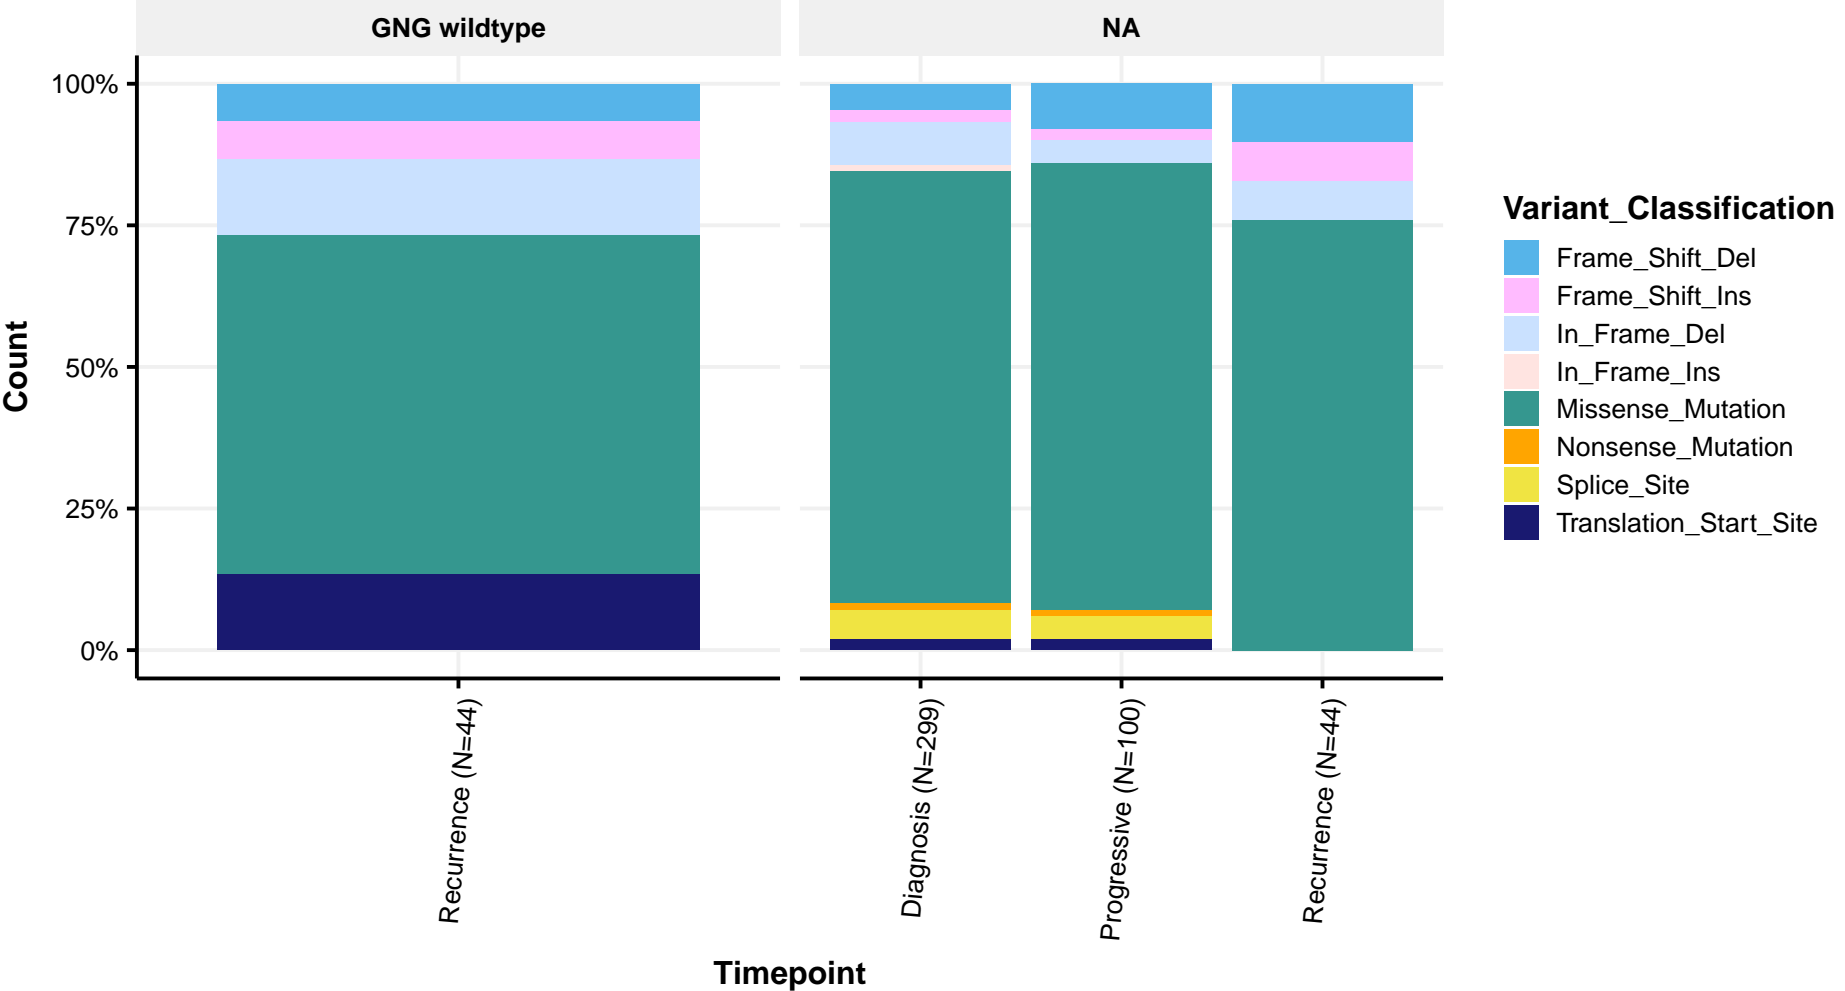 GNG wildtype
NA
Count
100%
75%
50%
25%
0%
Recurrence (N=44)
Diagnosis (N=299)
Progressive (N=100)
Recurrence (N=44)
Timepoint
Variant_Classification
Frame_Shift_Del
Frame_Shift_Ins
In_Frame_Del
In_Frame_Ins
Missense_Mutation
Nonsense_Mutation
Splice_Site
Translation_Start_Site